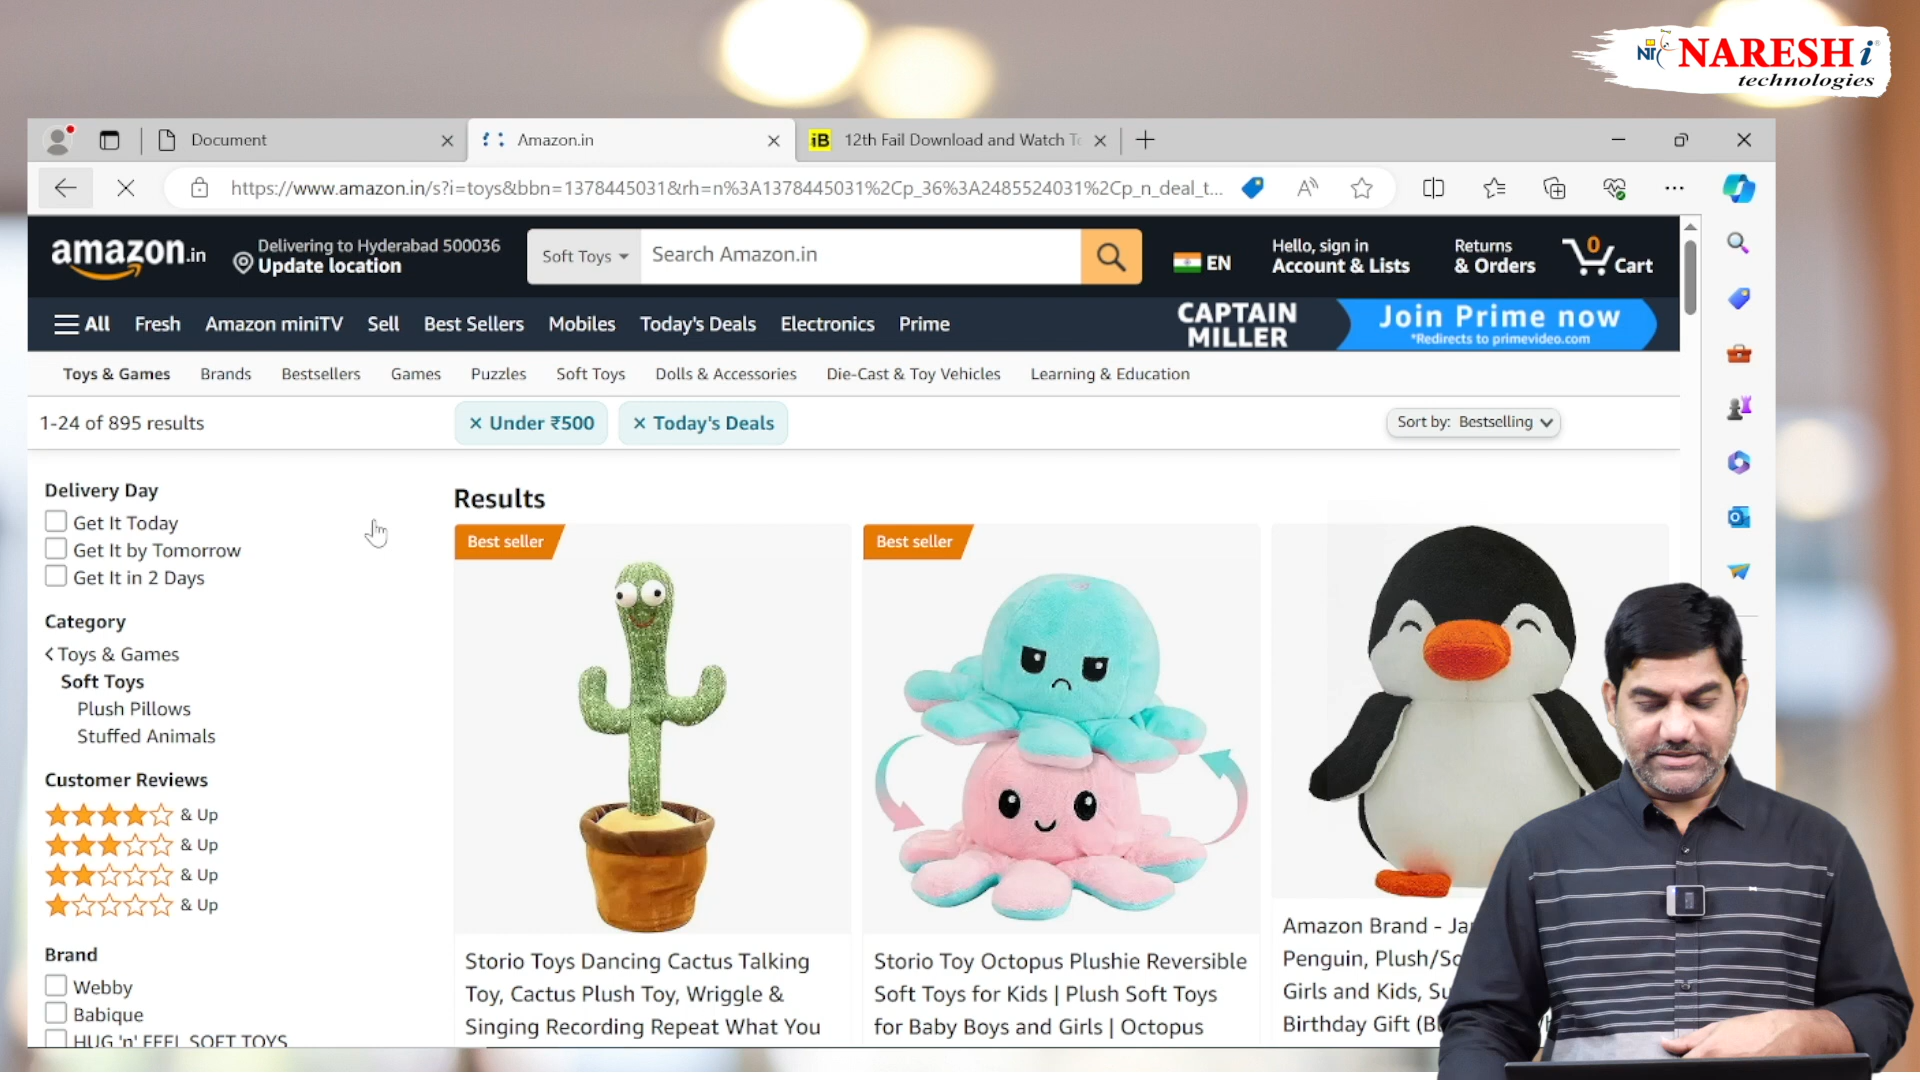 NT NARESH i
technologies
Document
Amazon.in
iB 12th Fail Download and Watch
https://www.amazon.in/s?i=toys&bbn=1378445031&rh=n%3A1378445031%2Cp_36%3A2485524031%2Cp_n_deal_t...
amazon.in
Delivering to Hyderabad 500036
Update location
Soft Toys
Search Amazon.in
EN
Hello, sign in
Account & Lists
Returns
& Orders
0
Cart
All Fresh Amazon miniTV Sell Best Sellers Mobiles Today's Deals Electronics Prime
CAPTAIN
MILLER
Join Prime now
*Redirects to primevideo.com
Toys & Games Brands Bestsellers Games Puzzles Soft Toys Dolls & Accessories Die-Cast & Toy Vehicles Learning & Education
1-24 of 895 results
× Under ₹500
× Today's Deals
Sort by: Bestselling
Delivery Day
Get It Today
Get It by Tomorrow
Get It in 2 Days
Category
Toys & Games
Soft Toys
Plush Pillows
Stuffed Animals
Customer Reviews
& Up
& Up
& Up
& Up
Brand
Webby
Babique
HUG 'n' FEEL SOFT TOYS
Results
Best seller
Storio Toys Dancing Cactus Talking
Toy, Cactus Plush Toy, Wriggle &
Singing Recording Repeat What You
Best seller
Storio Toy Octopus Plushie Reversible
Soft Toys for Kids | Plush Soft Toys
for Baby Boys and Girls | Octopus
Amazon Brand -
Penguin,
Girls and Kids,
Birthday Gift